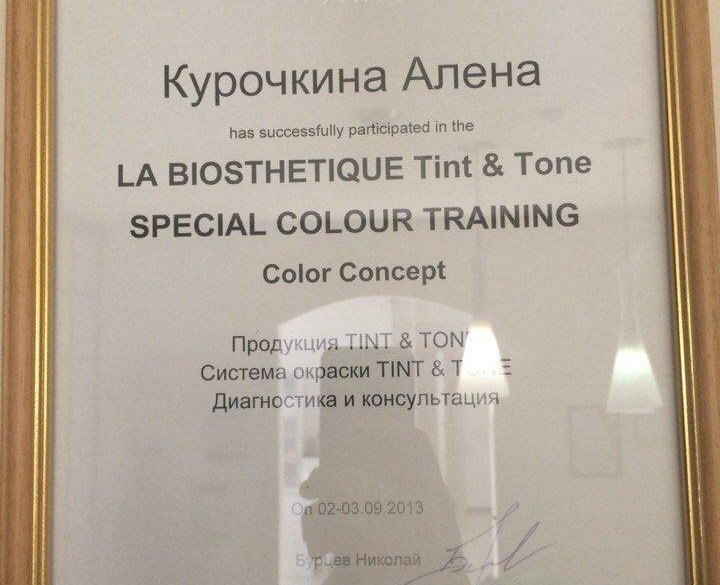 Курочкина Алена
has successfully participated in the
LA BIOSTHETIQUE Tint & Tone
SPECIAL COLOUR TRAINING
Color Concept
Продукция TINT & TONE
Система окраски TINT & TONE
Диагностика и консультация
On 02-03.09.2013
Бурцев Николай